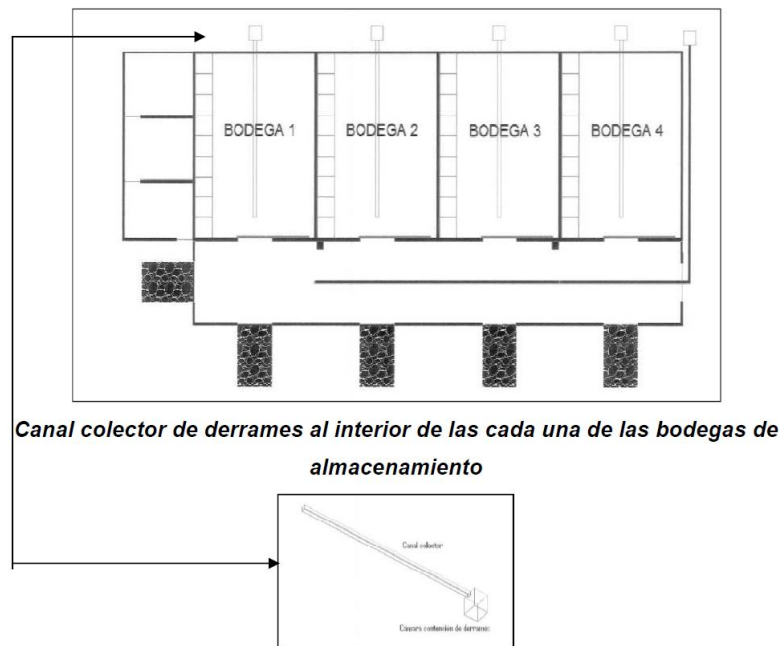 BODEGA 1
BODEGA 2
BODEGA 3
BODEGA 4
Canal colector de derrames al interior de las cada una de las bodegas de
almacenamiento
Canal colector
Cámara contención de derrames